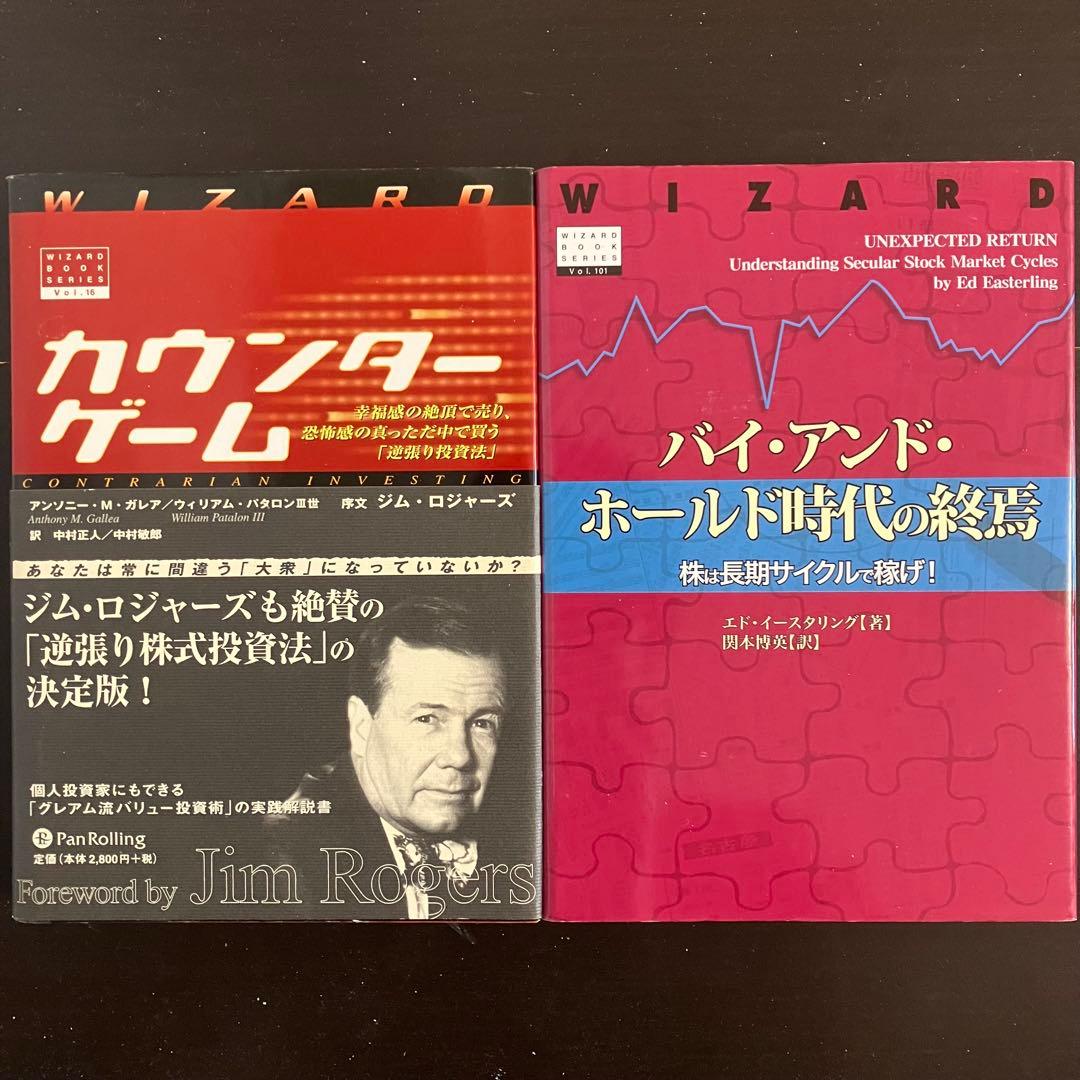 WIZARD
WIZARD
BOOK
SERIES
Vol.16
カウンター
ゲーム
幸福感の絶頂で売り、
恐怖感の真っただ中で買う
「逆張り投資法」
CONTRARIAN INVESTING
アンソニー・M・ガレア／ウィリアム・パタロンⅢ世 序文 ジム・ロジャーズ
Anthony M. Gallea William Patalon III
訳 中村正人／中村敏郎
あなたは常に間違う「大衆」になっていないか？
ジム・ロジャーズも絶賛の
「逆張り株式投資法」の
決定版！
個人投資家にもできる
「グレアム流バリュー投資術」の実践解説書
PanRolling
定価（本体2,800円+税）
Foreword by Jim Rogers
WIZARD
WIZARD
BOOK
SERIES
Vol.101
UNEXPECTED RETURN
Understanding Secular Stock Market Cycles
by Ed Easterling
バイ・アンド・
ホールド時代の終焉
株は長期サイクルで稼げ！
エド・イースタリング【著】
関本博英【訳】